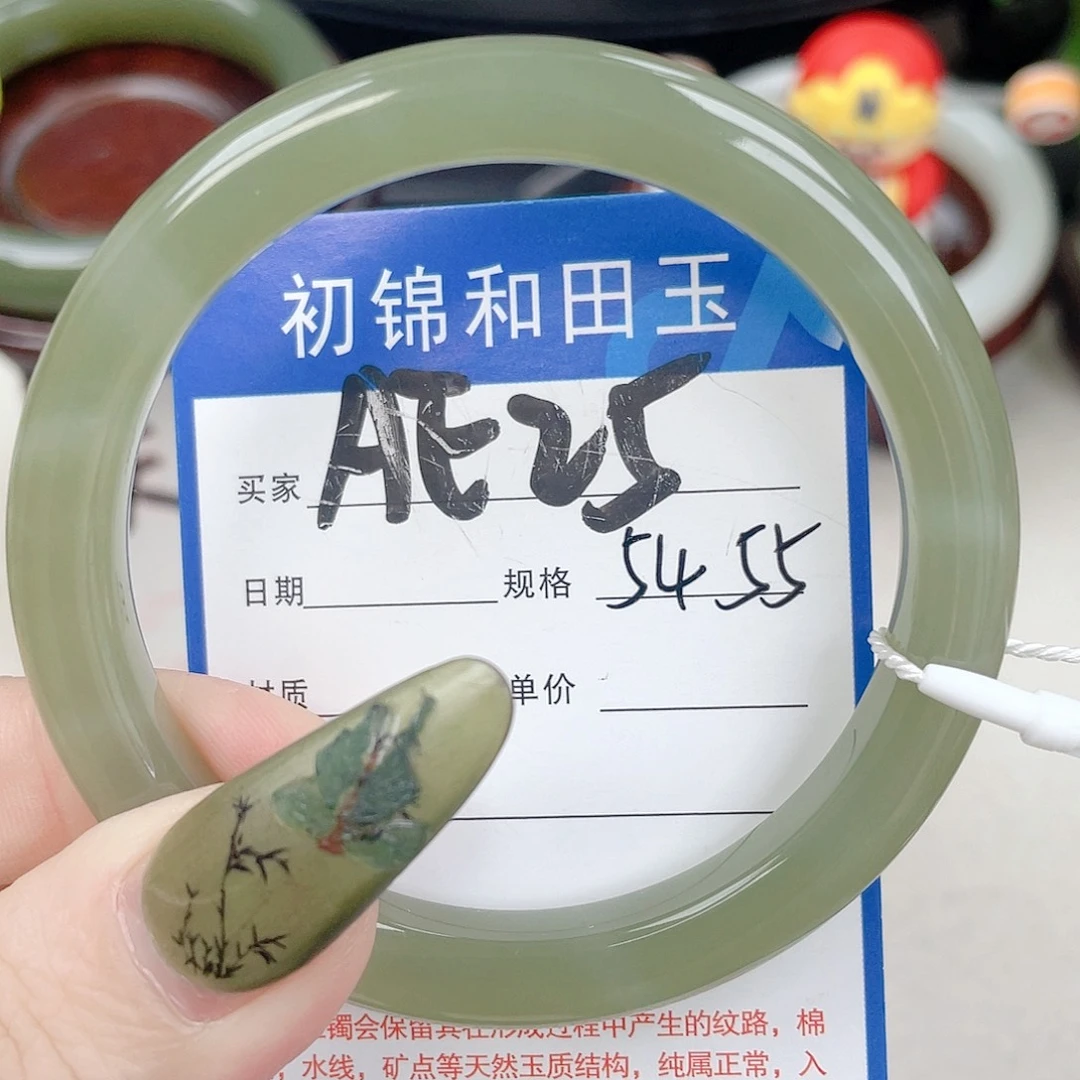 初锦和田玉
买家 AE25
日期 规格 54 55
材质 单价
镯会保留其在形成过程中产生的纹路，棉
，水线，矿点等天然玉质结构，纯属正常，入